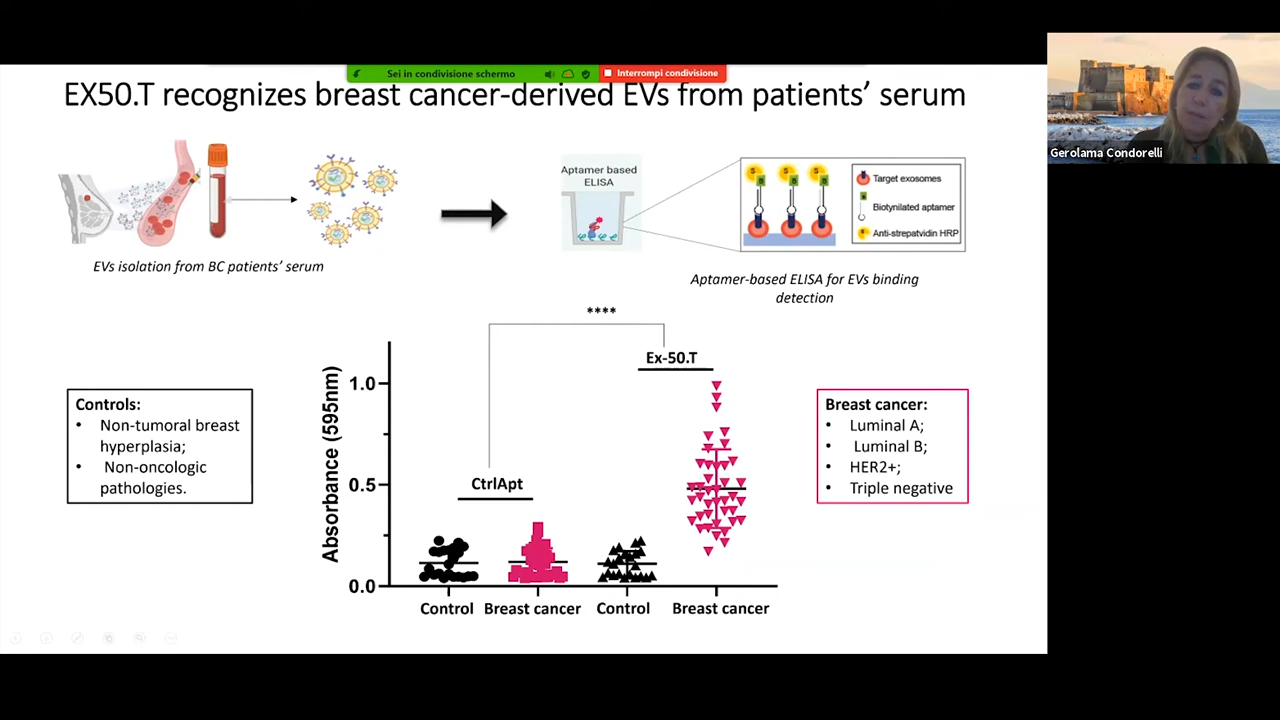 Sei in condivisione schermo
Interrompi condivisione
EX50.T recognizes breast cancer-derived EVs from patients’ serum
Gerolama Condorelli
Aptamer based
ELISA
S
S
S
B
B
B
Target exosomes
B
Biotynilated aptamer
S
Anti-strepatvidin HRP
EVs isolation from BC patients’ serum
Aptamer-based ELISA for EVs binding
detection
****
Ex-50.T
CtrlApt
Absorbance (595nm)
1.0
0.5
0.0
Control
Breast cancer
Control
Breast cancer
Controls:
• Non-tumoral breast
hyperplasia;
• Non-oncologic
pathologies.
Breast cancer:
• Luminal A;
• Luminal B;
• HER2+;
• Triple negative